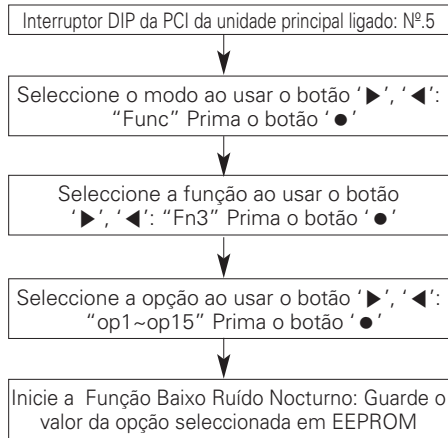 Interruptor DIP da PCI da unidade principal ligado: Nº.5
Seleccione o modo ao usar o botão ‘▶’, ‘◀’:
“Func” Prima o botão ‘●’
Seleccione a função ao usar o botão
‘▶’, ‘◀’: “Fn3” Prima o botão ‘●’
Seleccione a opção ao usar o botão ‘▶’, ‘◀’:
“op1~op15” Prima o botão ‘●’
Inicie a Função Baixo Ruído Nocturno: Guarde o
valor da opção seleccionada em EEPROM